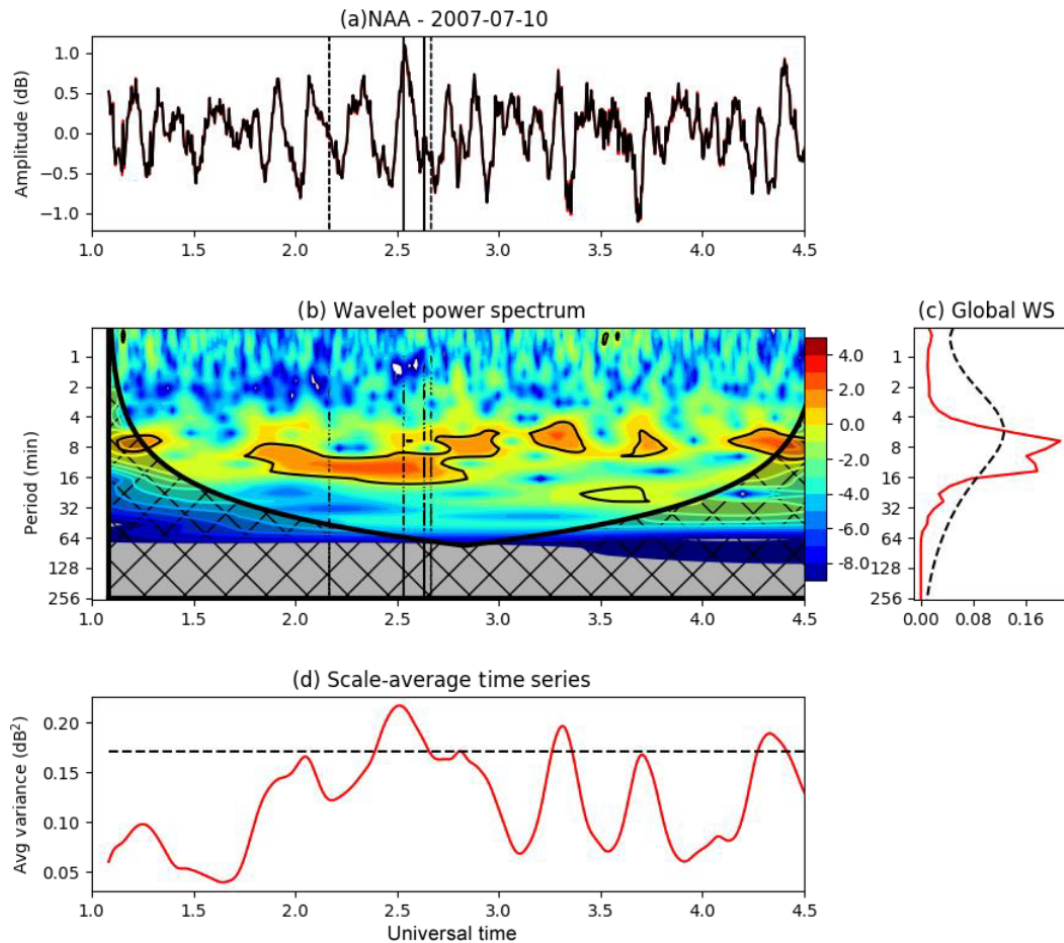 (a)NAA - 2007-07-10
Amplitude (dB)
1.0
0.5
0.0
−0.5
−1.0
1.0 1.5 2.0 2.5 3.0 3.5 4.0 4.5
(b) Wavelet power spectrum
Period (min)
1
2
4
8
16
32
64
128
256
1.0 1.5 2.0 2.5 3.0 3.5 4.0 4.5
4.0
2.0
0.0
-2.0
-4.0
-6.0
-8.0
(c) Global WS
1
2
4
8
16
32
64
128
256
0.00 0.08 0.16
(d) Scale-average time series
Avg variance (dB²)
0.20
0.15
0.10
0.05
1.0 1.5 2.0 2.5 3.0 3.5 4.0 4.5
Universal time